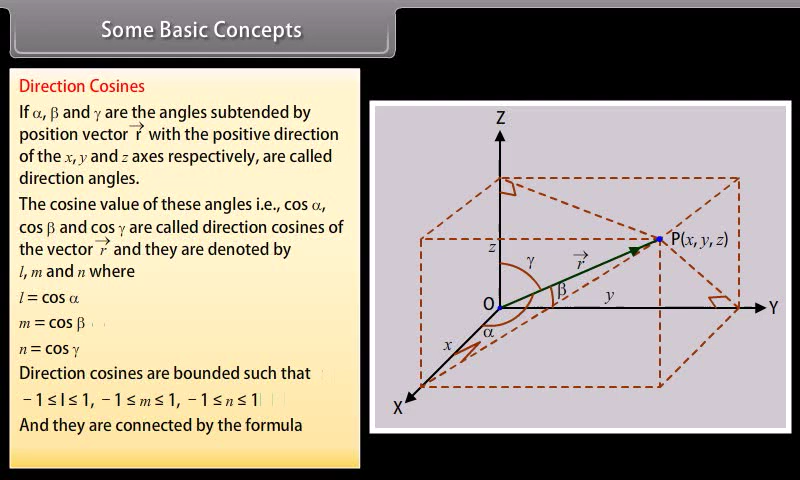 Some Basic Concepts
Direction Cosines
If α, β and γ are the angles subtended by
position vector r⃗ with the positive direction
of the x, y and z axes respectively, are called
direction angles.
The cosine value of these angles i.e., cos α,
cos β and cos γ are called direction cosines of
the vector r⃗ and they are denoted by
l, m and n where
l = cos α
m = cos β
n = cos γ
Direction cosines are bounded such that
−1 ≤ l ≤ 1, −1 ≤ m ≤ 1, −1 ≤ n ≤ 1
And they are connected by the formula
Z
P(x, y, z)
z
γ
r⃗
β
y
O
Y
α
x
X